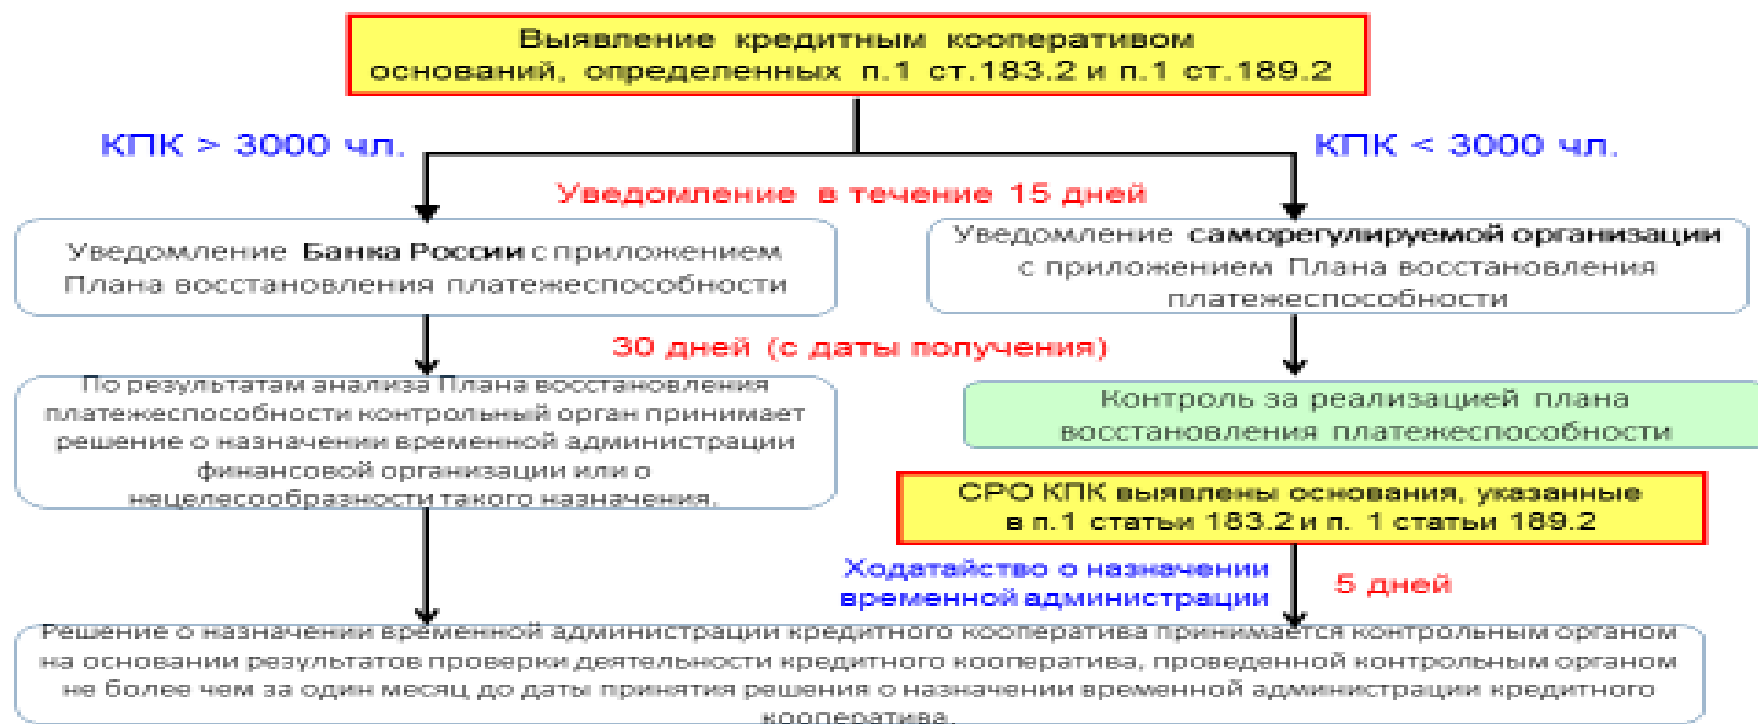 Выявление кредитным кооперативом
оснований, определенных п.1 ст.183.2 и п.1 ст.189.2
КПК > 3000 чл.
КПК < 3000 чл.
Уведомление в течение 15 дней
Уведомление Банка России с приложением
Плана восстановления платежеспособности
Уведомление саморегулируемой организации
с приложением Плана восстановления
платежеспособности
30 дней (с даты получения)
По результатам анализа Плана восстановления
платежеспособности контрольный орган принимает
решение о назначении временной администрации
финансовой организации или о
нецелесообразности такого назначения.
Контроль за реализацией плана
восстановления платежеспособности
СРО КПК выявлены основания, указанные
в п.1 статьи 183.2 и п. 1 статьи 189.2
Ходатайство о назначении
временной администрации
5 дней
Решение о назначении временной администрации кредитного кооператива принимается контрольным органом
на основании результатов проверки деятельности кредитного кооператива, проведенной контрольным органом
не более чем за один месяц до даты принятия решения о назначении временной администрации кредитного
кооператива.